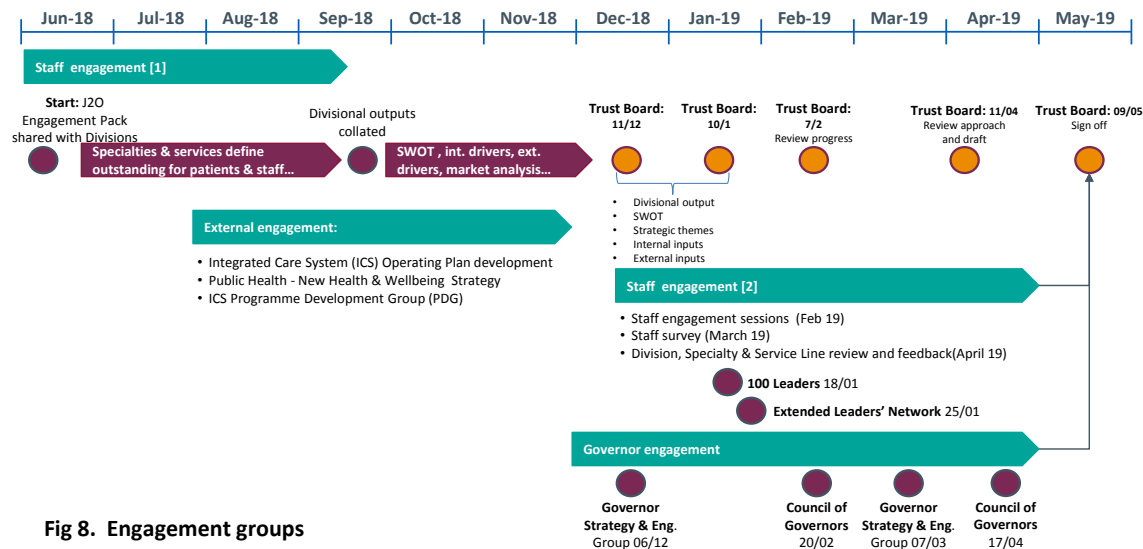 Jun-18 Jul-18 Aug-18 Sep-18 Oct-18 Nov-18 Dec-18 Jan-19 Feb-19 Mar-19 Apr-19 May-19
Staff engagement [1]
Start: J2O
Engagement Pack
shared with Divisions
Divisional outputs
collated
Trust Board:
11/12
Trust Board:
10/1
Trust Board:
7/2
Review progress
Trust Board: 11/04
Review approach
and draft
Trust Board: 09/05
Sign off
Specialties & services define
outstanding for patients & staff…
SWOT , int. drivers, ext.
drivers, market analysis…
• Divisional output
• SWOT
• Strategic themes
• Internal inputs
• External inputs
External engagement:
• Integrated Care System (ICS) Operating Plan development
• Public Health - New Health & Wellbeing Strategy
• ICS Programme Development Group (PDG)
Staff engagement [2]
• Staff engagement sessions (Feb 19)
• Staff survey (March 19)
• Division, Specialty & Service Line review and feedback(April 19)
100 Leaders 18/01
Extended Leaders' Network 25/01
Governor engagement
Governor
Strategy & Eng.
Group 06/12
Council of
Governors
20/02
Governor
Strategy & Eng.
Group 07/03
Council of
Governors
17/04
Fig 8. Engagement groups